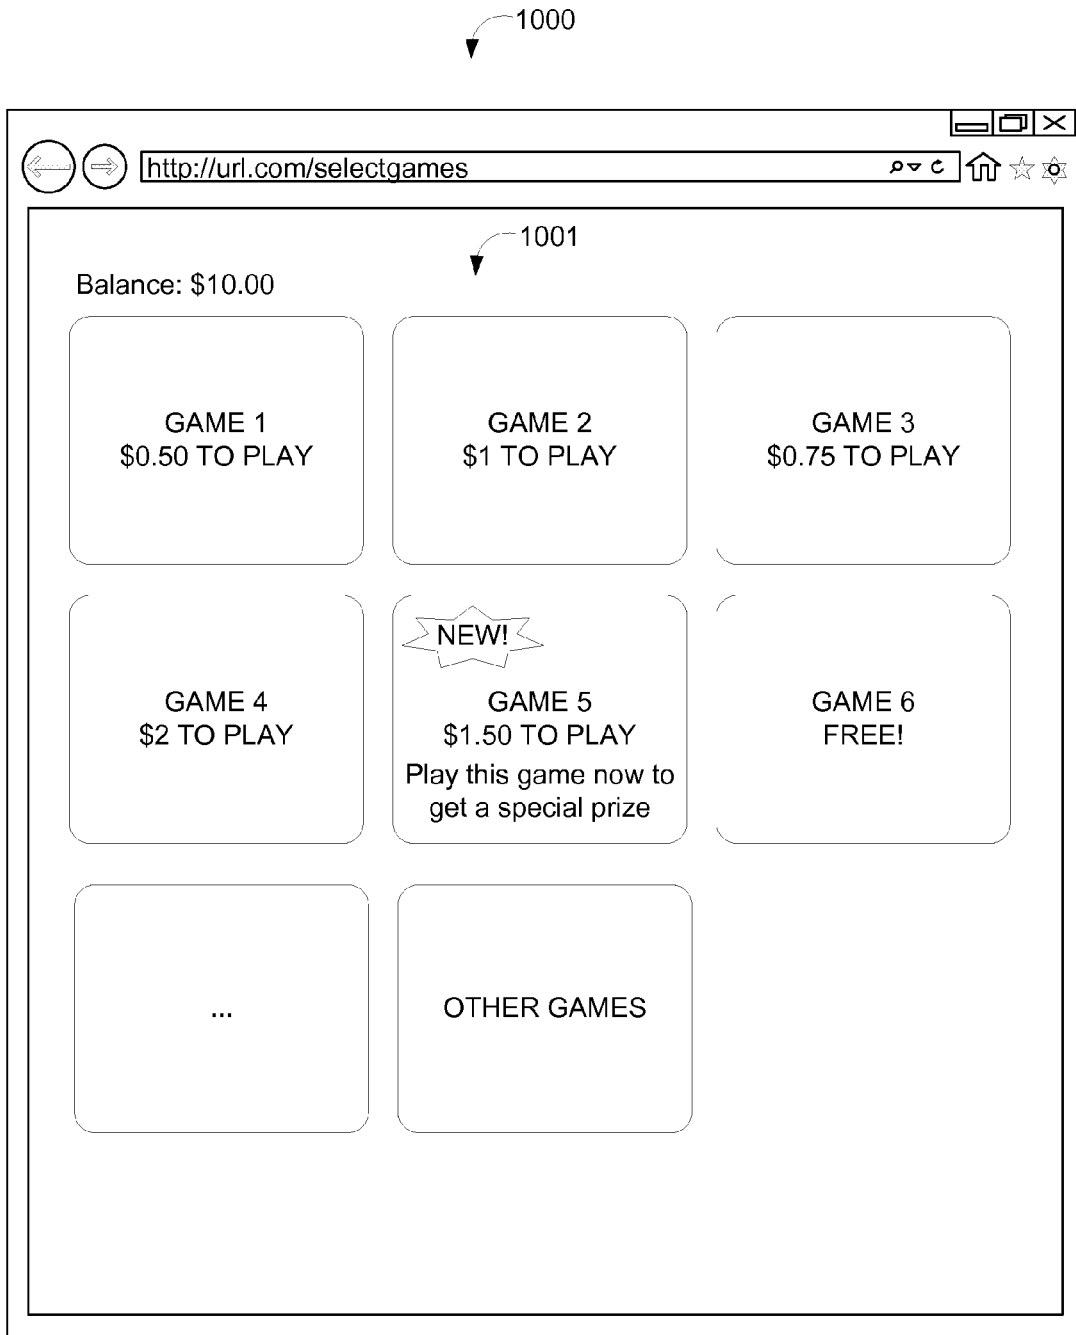 1000
http://url.com/selectgames
1001
Balance: $10.00
GAME 1
$0.50 TO PLAY
GAME 2
$1 TO PLAY
GAME 3
$0.75 TO PLAY
GAME 4
$2 TO PLAY
NEW!
GAME 5
$1.50 TO PLAY
Play this game now to
get a special prize
GAME 6
FREE!
...
OTHER GAMES